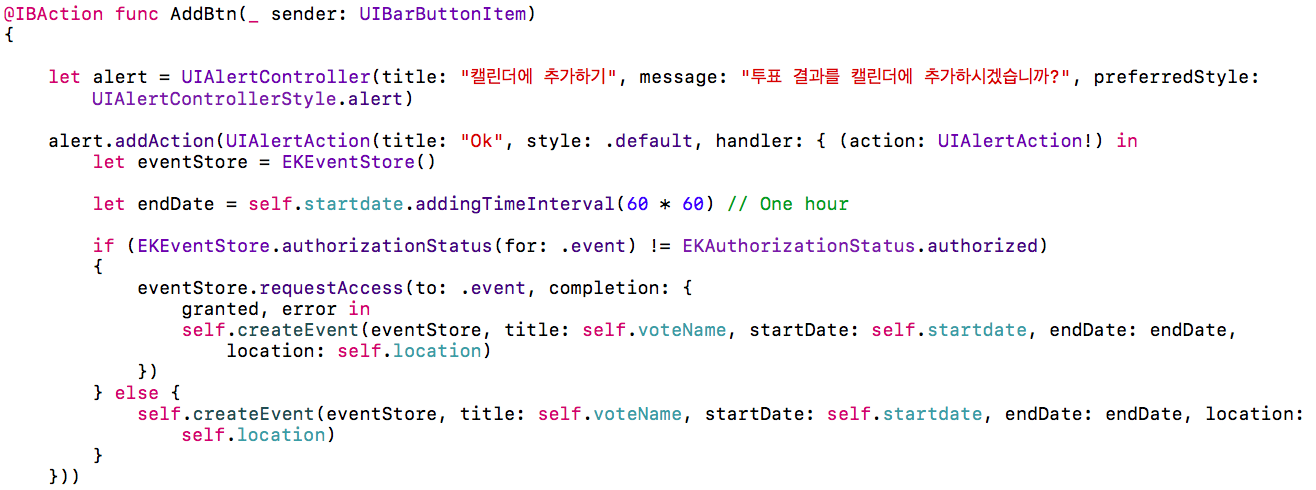 @IBAction func AddBtn(_ sender: UIBarButtonItem)
{
let alert = UIAlertController(title: "캘린더에 추가하기", message: "투표 결과를 캘린더에 추가하시겠습니까?", preferredStyle:
UIAlertControllerStyle.alert)
alert.addAction(UIAlertAction(title: "Ok", style: .default, handler: { (action: UIAlertAction!) in
let eventStore = EKEventStore()
let endDate = self.startdate.addingTimeInterval(60 * 60) // One hour
if (EKEventStore.authorizationStatus(for: .event) != EKAuthorizationStatus.authorized)
{
eventStore.requestAccess(to: .event, completion: {
granted, error in
self.createEvent(eventStore, title: self.voteName, startDate: self.startdate, endDate: endDate,
location: self.location)
})
} else {
self.createEvent(eventStore, title: self.voteName, startDate: self.startdate, endDate: endDate, location:
self.location)
}
}))